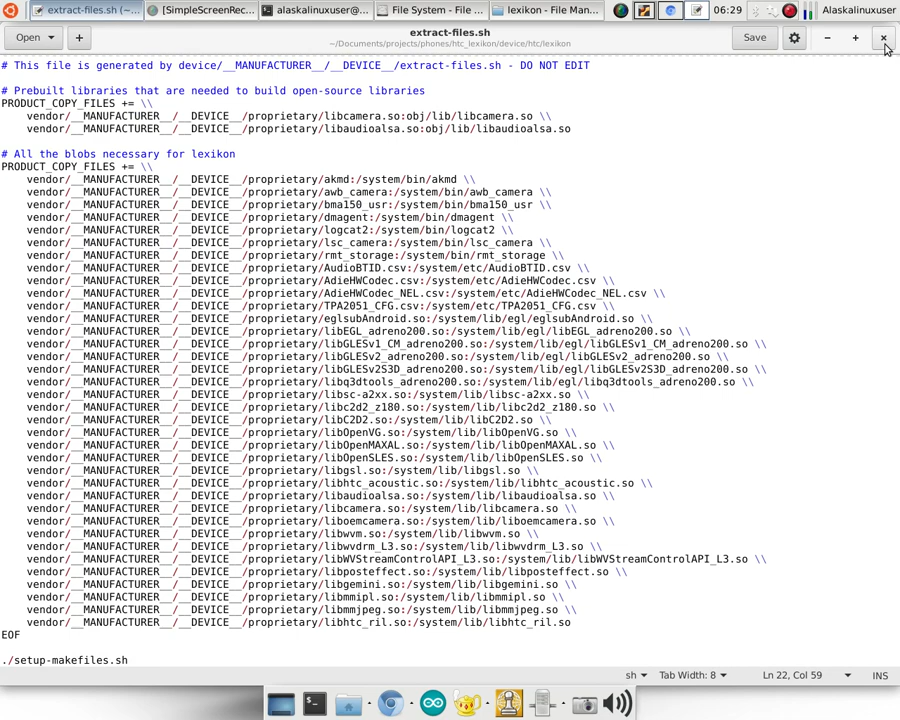 extract-files.sh (~...
[SimpleScreenRec...
alaskalinuxuser@...
File System - File ...
lexikon - File Man...
06:29
Alaskalinuxuser
Open
extract-files.sh
~/Documents/projects/phones/htc_lexikon/device/htc/lexikon
Save
# This file is generated by device/__MANUFACTURER__/__DEVICE__/extract-files.sh - DO NOT EDIT
# Prebuilt libraries that are needed to build open-source libraries
PRODUCT_COPY_FILES += \\
vendor/__MANUFACTURER__/__DEVICE__/proprietary/libcamera.so:obj/lib/libcamera.so \\
vendor/__MANUFACTURER__/__DEVICE__/proprietary/libaudioalsa.so:obj/lib/libaudioalsa.so
# All the blobs necessary for lexikon
PRODUCT_COPY_FILES += \\
vendor/__MANUFACTURER__/__DEVICE__/proprietary/akmd:/system/bin/akmd \\
vendor/__MANUFACTURER__/__DEVICE__/proprietary/awb_camera:/system/bin/awb_camera \\
vendor/__MANUFACTURER__/__DEVICE__/proprietary/bma150_usr:/system/bin/bma150_usr \\
vendor/__MANUFACTURER__/__DEVICE__/proprietary/dmagent:/system/bin/dmagent \\
vendor/__MANUFACTURER__/__DEVICE__/proprietary/logcat2:/system/bin/logcat2 \\
vendor/__MANUFACTURER__/__DEVICE__/proprietary/lsc_camera:/system/bin/lsc_camera \\
vendor/__MANUFACTURER__/__DEVICE__/proprietary/rmt_storage:/system/bin/rmt_storage \\
vendor/__MANUFACTURER__/__DEVICE__/proprietary/AudioBTID.csv:/system/etc/AudioBTID.csv \\
vendor/__MANUFACTURER__/__DEVICE__/proprietary/AdieHWCodec.csv:/system/etc/AdieHWCodec.csv \\
vendor/__MANUFACTURER__/__DEVICE__/proprietary/AdieHWCodec_NEL.csv:/system/etc/AdieHWCodec_NEL.csv \\
vendor/__MANUFACTURER__/__DEVICE__/proprietary/TPA2051_CFG.csv:/system/etc/TPA2051_CFG.csv \\
vendor/__MANUFACTURER__/__DEVICE__/proprietary/eglsubAndroid.so:/system/lib/egl/eglsubAndroid.so \\
vendor/__MANUFACTURER__/__DEVICE__/proprietary/libEGL_adreno200.so:/system/lib/egl/libEGL_adreno200.so \\
vendor/__MANUFACTURER__/__DEVICE__/proprietary/libGLESv1_CM_adreno200.so:/system/lib/egl/libGLESv1_CM_adreno200.so \\
vendor/__MANUFACTURER__/__DEVICE__/proprietary/libGLESv2_adreno200.so:/system/lib/egl/libGLESv2_adreno200.so \\
vendor/__MANUFACTURER__/__DEVICE__/proprietary/libGLESv2S3D_adreno200.so:/system/lib/egl/libGLESv2S3D_adreno200.so \\
vendor/__MANUFACTURER__/__DEVICE__/proprietary/libq3dtools_adreno200.so:/system/lib/egl/libq3dtools_adreno200.so \\
vendor/__MANUFACTURER__/__DEVICE__/proprietary/libsc-a2xx.so:/system/lib/libsc-a2xx.so \\
vendor/__MANUFACTURER__/__DEVICE__/proprietary/libc2d2_z180.so:/system/lib/libc2d2_z180.so \\
vendor/__MANUFACTURER__/__DEVICE__/proprietary/libC2D2.so:/system/lib/libC2D2.so \\
vendor/__MANUFACTURER__/__DEVICE__/proprietary/libOpenVG.so:/system/lib/libOpenVG.so \\
vendor/__MANUFACTURER__/__DEVICE__/proprietary/libOpenMAXAL.so:/system/lib/libOpenMAXAL.so \\
vendor/__MANUFACTURER__/__DEVICE__/proprietary/libOpenSLES.so:/system/lib/libOpenSLES.so \\
vendor/__MANUFACTURER__/__DEVICE__/proprietary/libgsl.so:/system/lib/libgsl.so \\
vendor/__MANUFACTURER__/__DEVICE__/proprietary/libhtc_acoustic.so:/system/lib/libhtc_acoustic.so \\
vendor/__MANUFACTURER__/__DEVICE__/proprietary/libaudioalsa.so:/system/lib/libaudioalsa.so \\
vendor/__MANUFACTURER__/__DEVICE__/proprietary/libcamera.so:/system/lib/libcamera.so \\
vendor/__MANUFACTURER__/__DEVICE__/proprietary/liboemcamera.so:/system/lib/liboemcamera.so \\
vendor/__MANUFACTURER__/__DEVICE__/proprietary/libwvm.so:/system/lib/libwvm.so \\
vendor/__MANUFACTURER__/__DEVICE__/proprietary/libwvdrm_L3.so:/system/lib/libwvdrm_L3.so \\
vendor/__MANUFACTURER__/__DEVICE__/proprietary/libWVStreamControlAPI_L3.so:/system/lib/libWVStreamControlAPI_L3.so \\
vendor/__MANUFACTURER__/__DEVICE__/proprietary/libposteffect.so:/system/lib/libposteffect.so \\
vendor/__MANUFACTURER__/__DEVICE__/proprietary/libgemini.so:/system/lib/libgemini.so \\
vendor/__MANUFACTURER__/__DEVICE__/proprietary/libmmipl.so:/system/lib/libmmipl.so \\
vendor/__MANUFACTURER__/__DEVICE__/proprietary/libmmjpeg.so:/system/lib/libmmjpeg.so \\
vendor/__MANUFACTURER__/__DEVICE__/proprietary/libhtc_ril.so:/system/lib/libhtc_ril.so
EOF
./setup-makefiles.sh
sh
Tab Width: 8
Ln 22, Col 59
INS